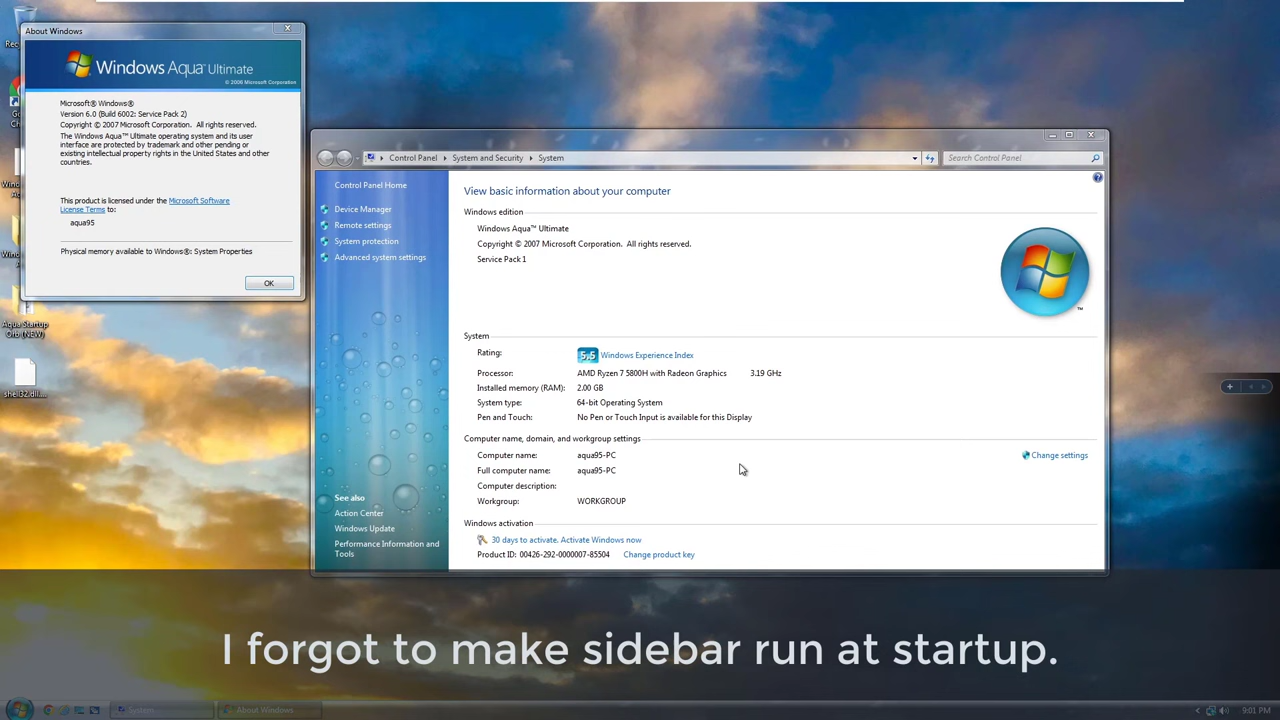 Rec
About Windows
Windows Aqua™ Ultimate
© 2006 Microsoft Corporation
Microsoft® Windows®
Version 6.0 (Build 6002: Service Pack 2)
Copyright © 2007 Microsoft Corporation. All rights reserved.
The Windows Aqua™ Ultimate operating system and its user
interface are protected by trademark and other pending or
existing intellectual property rights in the United States and other
countries.
This product is licensed under the Microsoft Software
License Terms to:
aqua95
Physical memory available to Windows®: System Properties
OK
Aqua Startup
Orb (NEW)
shell32.dll....
Control Panel
System and Security
System
Search Control Panel
Control Panel Home
Device Manager
Remote settings
System protection
Advanced system settings
See also
Action Center
Windows Update
Performance Information and
Tools
View basic information about your computer
Windows edition
Windows Aqua™ Ultimate
Copyright © 2007 Microsoft Corporation. All rights reserved.
Service Pack 1
TM
System
Rating: 5.5 Windows Experience Index
Processor: AMD Ryzen 7 5800H with Radeon Graphics 3.19 GHz
Installed memory (RAM): 2.00 GB
System type: 64-bit Operating System
Pen and Touch: No Pen or Touch Input is available for this Display
Computer name, domain, and workgroup settings
Computer name: aqua95-PC
Change settings
Full computer name: aqua95-PC
Computer description:
Workgroup: WORKGROUP
Windows activation
30 days to activate. Activate Windows now
Product ID: 00426-292-0000007-85504 Change product key
I forgot to make sidebar run at startup.
System
About Windows
9:01 PM